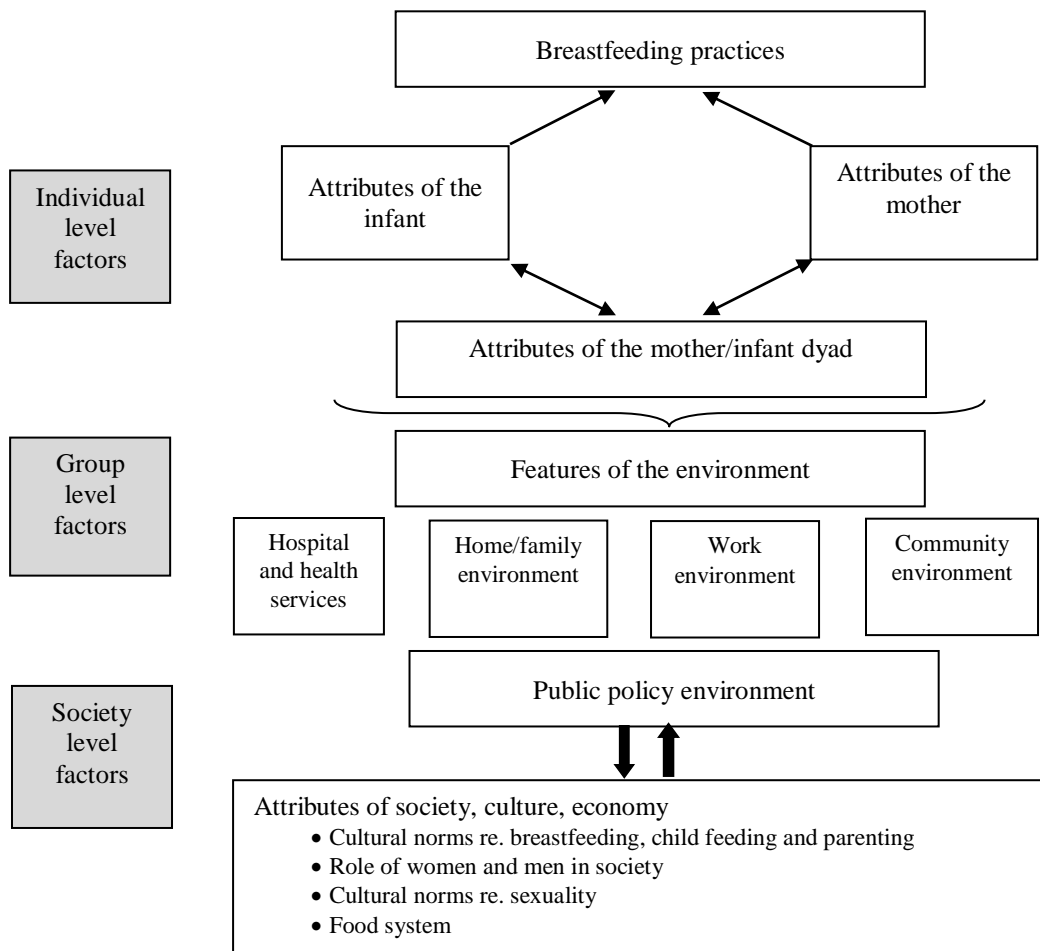 Breastfeeding practices
Individual
level
factors
Attributes of the
infant
Attributes of the
mother
Attributes of the mother/infant dyad
Group
level
factors
Features of the environment
Hospital
and health
services
Home/family
environment
Work
environment
Community
environment
Society
level
factors
Public policy environment
Attributes of society, culture, economy
• Cultural norms re. breastfeeding, child feeding and parenting
• Role of women and men in society
• Cultural norms re. sexuality
• Food system